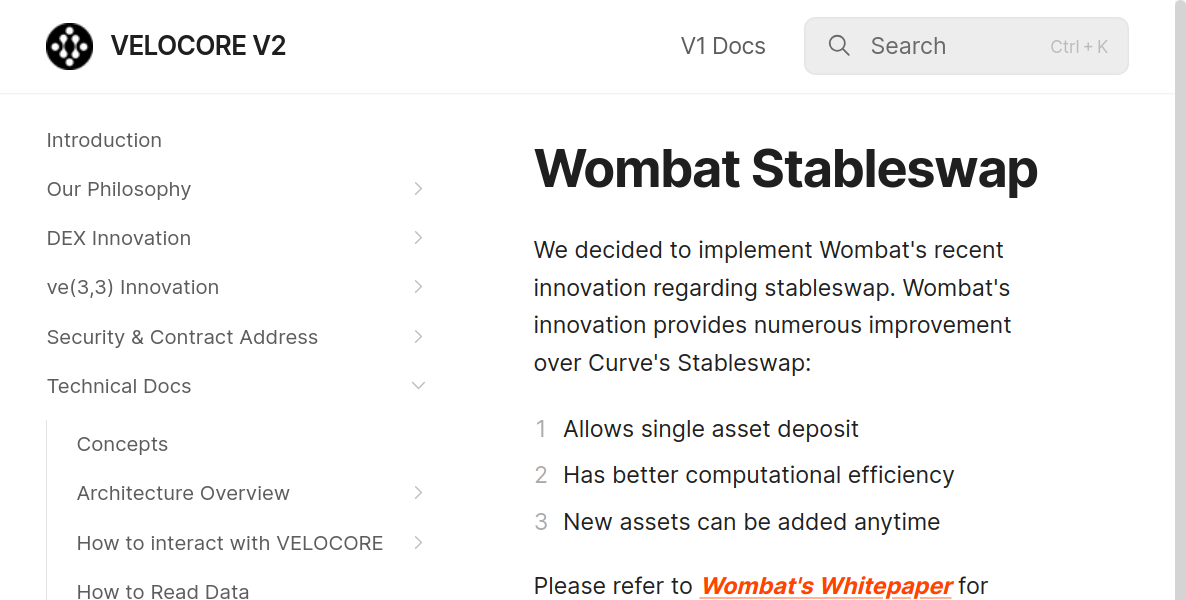 VELOCORE V2
V1 Docs
Search
Ctrl + K
Introduction
Our Philosophy
DEX Innovation
ve(3,3) Innovation
Security & Contract Address
Technical Docs
Concepts
Architecture Overview
How to interact with VELOCORE
How to Read Data
Wombat Stableswap
We decided to implement Wombat's recent
innovation regarding stableswap. Wombat's
innovation provides numerous improvement
over Curve's Stableswap:
1 Allows single asset deposit
2 Has better computational efficiency
3 New assets can be added anytime
Please refer to Wombat's Whitepaper for